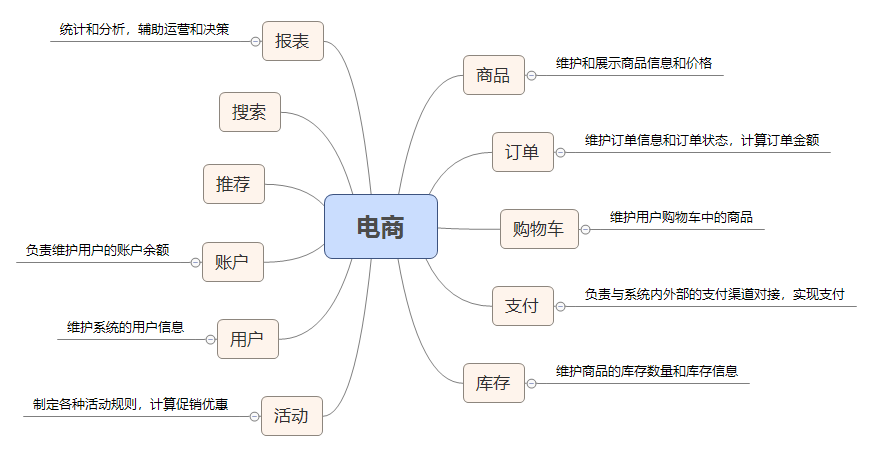 电商
商品
维护和展示商品信息和价格
订单
维护订单信息和订单状态，计算订单金额
购物车
维护用户购物车中的商品
支付
负责与系统内外部的支付渠道对接，实现支付
库存
维护商品的库存数量和库存信息
报表
统计和分析，辅助运营和决策
搜索
推荐
账户
负责维护用户的账户余额
用户
维护系统的用户信息
活动
制定各种活动规则，计算促销优惠